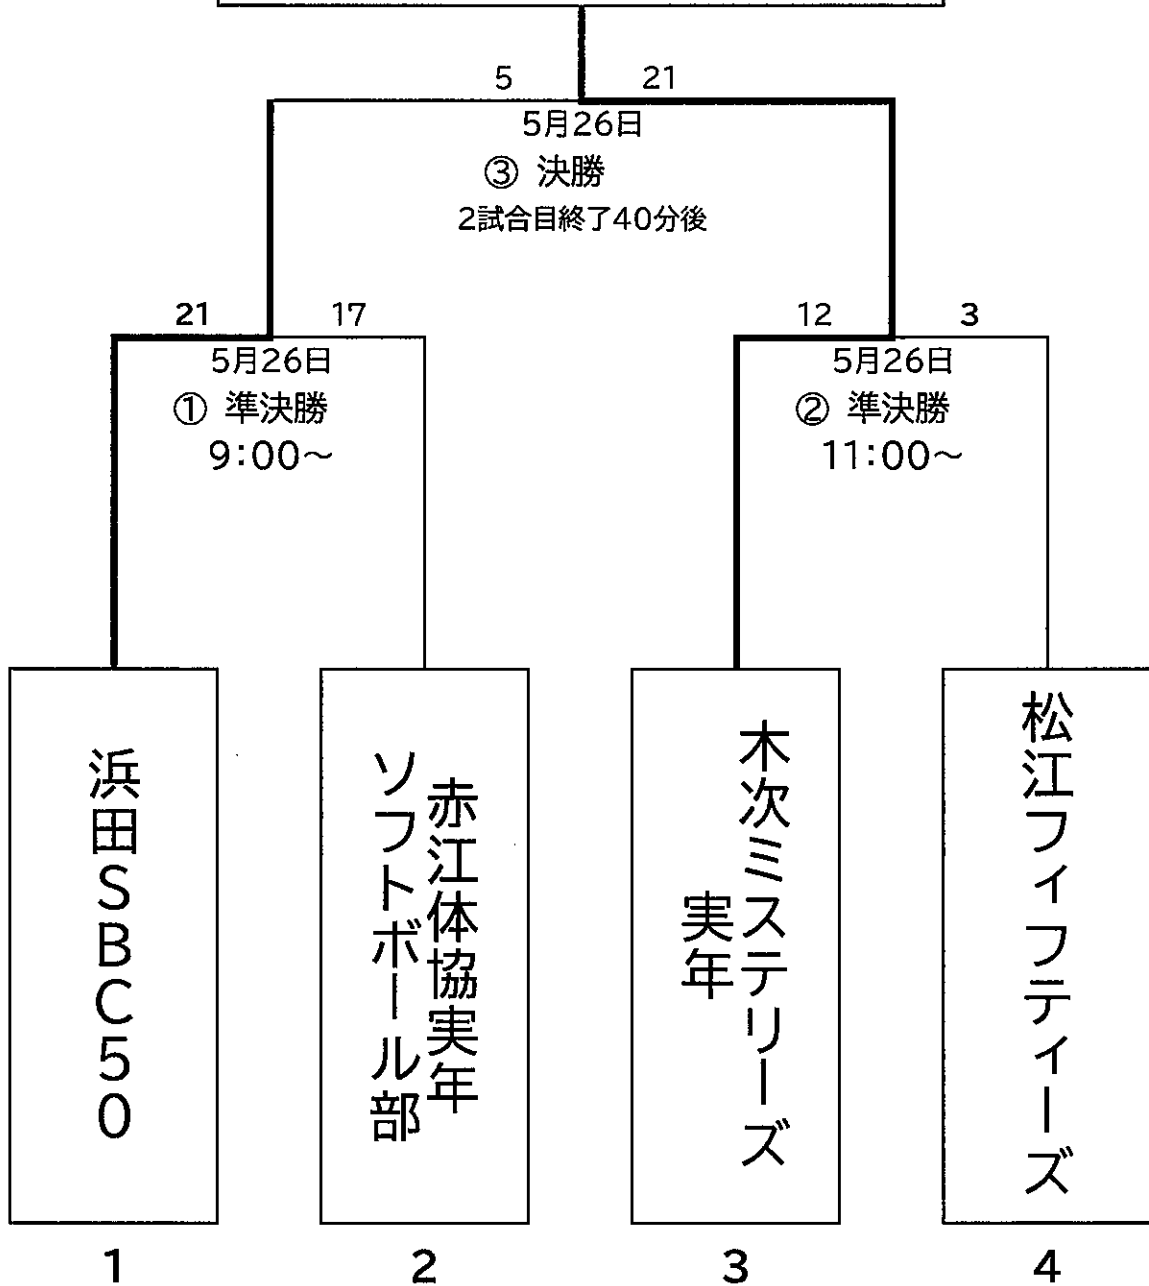 5 21
5月26日
③ 決勝
2試合目終了40分後
21 17
5月26日
① 準決勝
9:00～
12 3
5月26日
② 準決勝
11:00～
浜田SBC50
赤江体協実年
ソフトボール部
木次ミステリーズ
実年
松江フィフティーズ
1
2
3
4